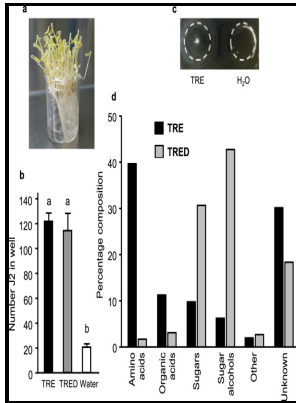 a
c
TRE
H₂O
b
Number J2 in well
140
120
100
80
60
40
20
0
a
a
b
TRE
TRED
Water
d
Percentage composition
50
40
30
20
10
0
TRE
TRED
Amino
acids
Organic
acids
Sugars
Sugar
alcohols
Other
Unknown